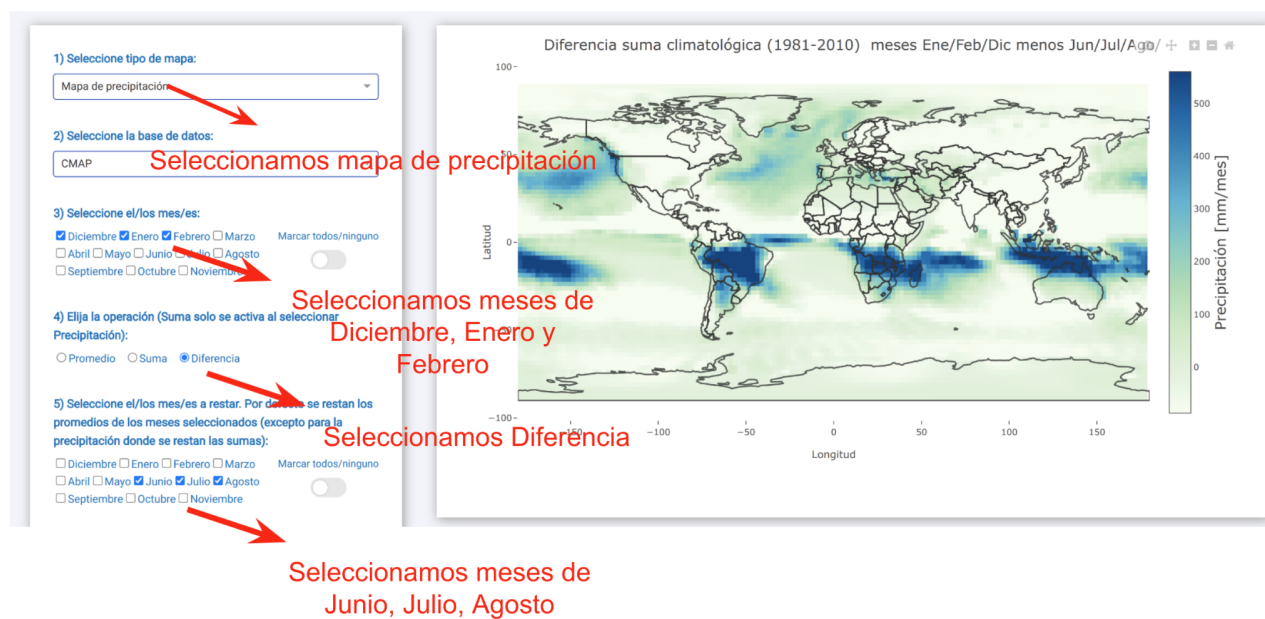 1) Seleccione tipo de mapa:
Mapa de precipitación
2) Seleccione la base de datos:
CMAP
Seleccionamos mapa de precipitación
3) Seleccione el/los mes/es:
Diciembre Enero Febrero Marzo Marcar todos/ninguno
Abril Mayo Junio Julio Agosto
Septiembre Octubre Noviembre
Seleccionamos meses de
Diciembre, Enero y
Febrero
4) Elija la operación (Suma solo se activa al seleccionar
Precipitación):
Promedio Suma Diferencia
5) Seleccione el/los mes/es a restar. Por defecto se restan los
promedios de los meses seleccionados (excepto para la
precipitación donde se restan las sumas):
Seleccionamos Diferencia
Diciembre Enero Febrero Marzo Marcar todos/ninguno
Abril Mayo Junio Julio Agosto
Septiembre Octubre Noviembre
Seleccionamos meses de
Junio, Julio, Agosto
Diferencia suma climatológica (1981-2010) meses Ene/Feb/Dic menos Jun/Jul/Ago/
100
50
0
−50
−100
Latitud
−150 −100 −50 0 50 100 150
Longitud
500
400
300
200
100
0
Precipitación [mm/mes]